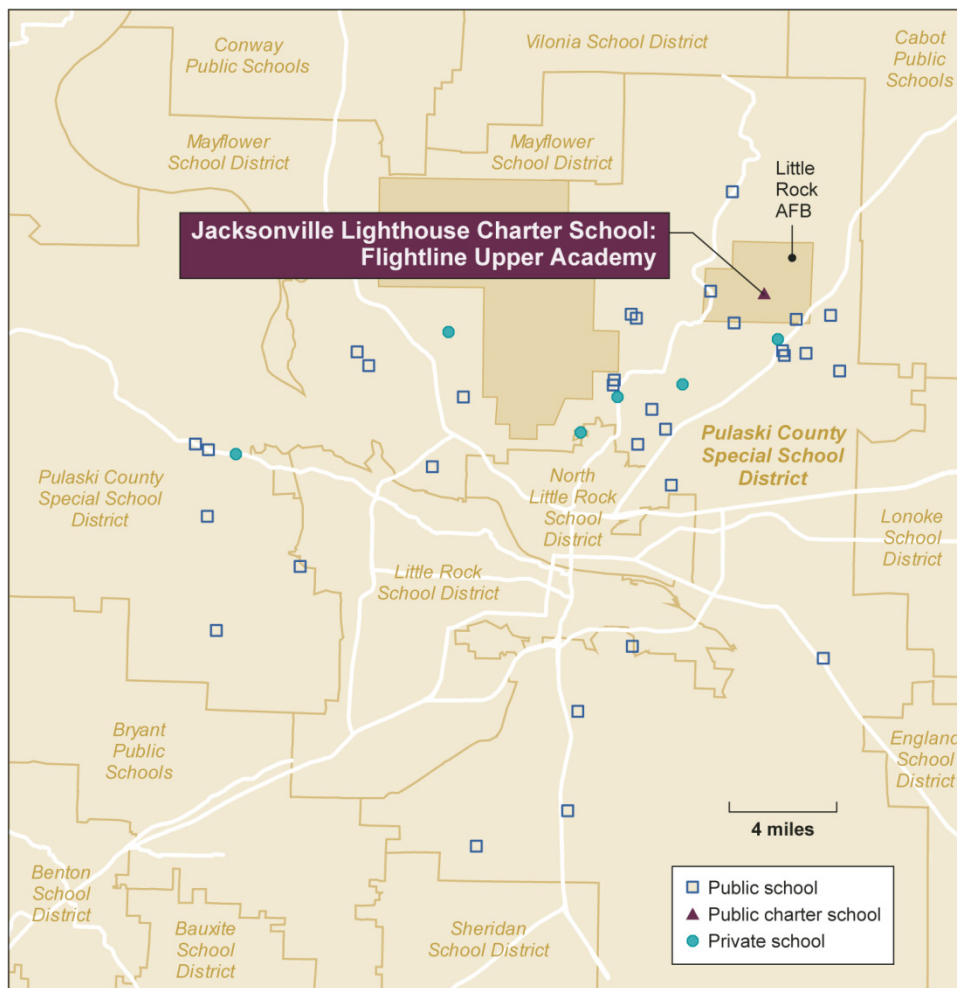 Conway
Public Schools
Vilonia School District
Cabot
Public
Schools
Mayflower
School District
Mayflower
School District
Little
Rock
AFB
Jacksonville Lighthouse Charter School:
Flightline Upper Academy
Pulaski County
Special School
District
Pulaski County
Special School
District
North
Little Rock
School
District
Lonoke
School
District
Little Rock
School District
Bryant
Public
Schools
England
School
District
4 miles
Benton
School
District
Bauxite
School
District
Sheridan
School District
Public school
Public charter school
Private school